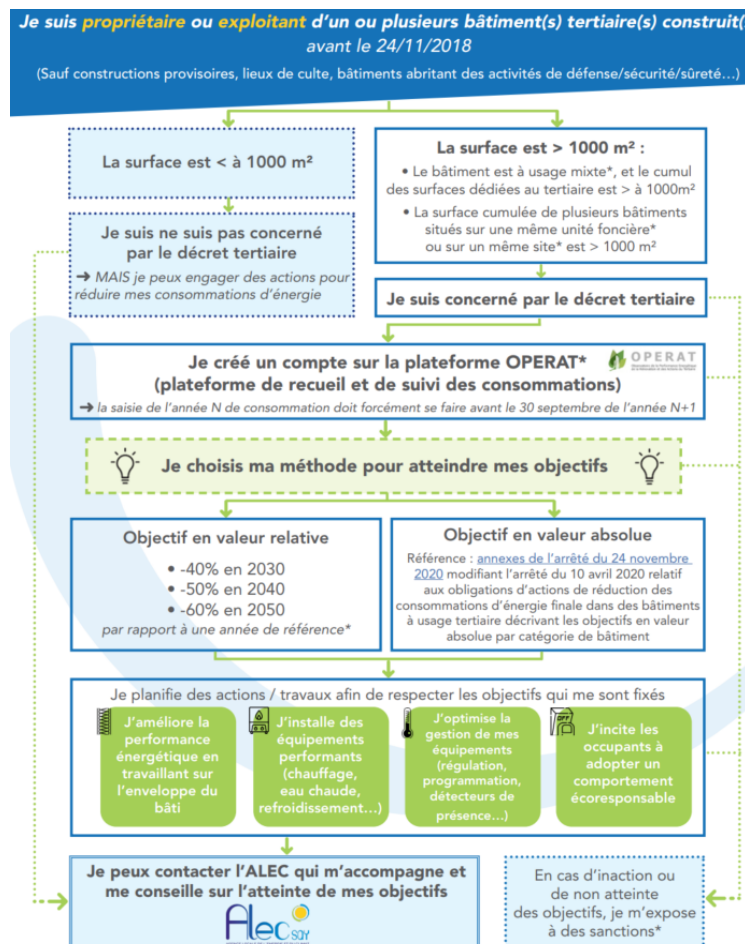 Je suis propriétaire ou exploitant d'un ou plusieurs bâtiment(s) tertiaire(s) construit(
avant le 24/11/2018
(Sauf constructions provisoires, lieux de culte, bâtiments abritant des activités de défense/sécurité/sûreté…)
La surface est < à 1000 m²
La surface est > 1000 m² :
• Le bâtiment est à usage mixte*, et le cumul
des surfaces dédiées au tertiaire est > à 1000m²
• La surface cumulée de plusieurs bâtiments
situés sur une même unité foncière*
ou sur un même site* est > 1000 m²
Je suis ne suis pas concerné
par le décret tertiaire
→ MAIS je peux engager des actions pour
réduire mes consommations d'énergie
Je suis concerné par le décret tertiaire
Je créé un compte sur la plateforme OPERAT*
(plateforme de recueil et de suivi des consommations)
→ la saisie de l'année N de consommation doit forcément se faire avant le 30 septembre de l'année N+1
OPERAT
Je choisis ma méthode pour atteindre mes objectifs
Objectif en valeur relative
• -40% en 2030
• -50% en 2040
• -60% en 2050
par rapport à une année de référence*
Objectif en valeur absolue
Référence : annexes de l'arrêté du 24 novembre
2020 modifiant l'arrêté du 10 avril 2020 relatif
aux obligations d'actions de réduction des
consommations d'énergie finale dans des bâtiments
à usage tertiaire décrivant les objectifs en valeur
absolue par catégorie de bâtiment
Je planifie des actions / travaux afin de respecter les objectifs qui me sont fixés
J'améliore la
performance
énergétique en
travaillant sur
l'enveloppe du
bâti
J'installe des
équipements
performants
(chauffage,
eau chaude,
refroidissement…)
J'optimise la
gestion de mes
équipements
(régulation,
programmation,
détecteurs de
présence…)
OFF
J'incite les
occupants à
adopter un
comportement
écoresponsable
Je peux contacter l'ALEC qui m'accompagne et
me conseille sur l'atteinte de mes objectifs
Alec SQY
En cas d'inaction ou
de non atteinte
des objectifs, je m'expose
à des sanctions*